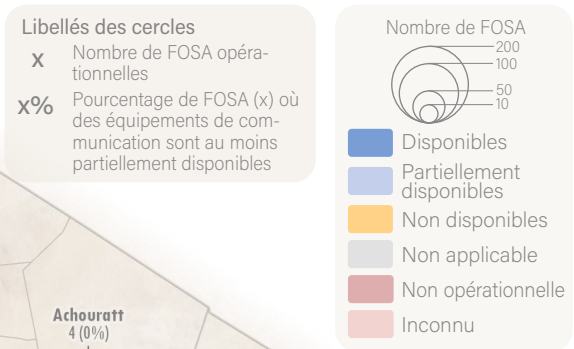 Libellés des cercles
x Nombre de FOSA opéra-
tionnelles
x% Pourcentage de FOSA (x) où
des équipements de com-
munication sont au moins
partiellement disponibles
Nombre de FOSA
200
100
50
10
Disponibles
Partiellement
disponibles
Non disponibles
Non applicable
Non opérationnelle
Inconnu
Achouratt
4 (0%)